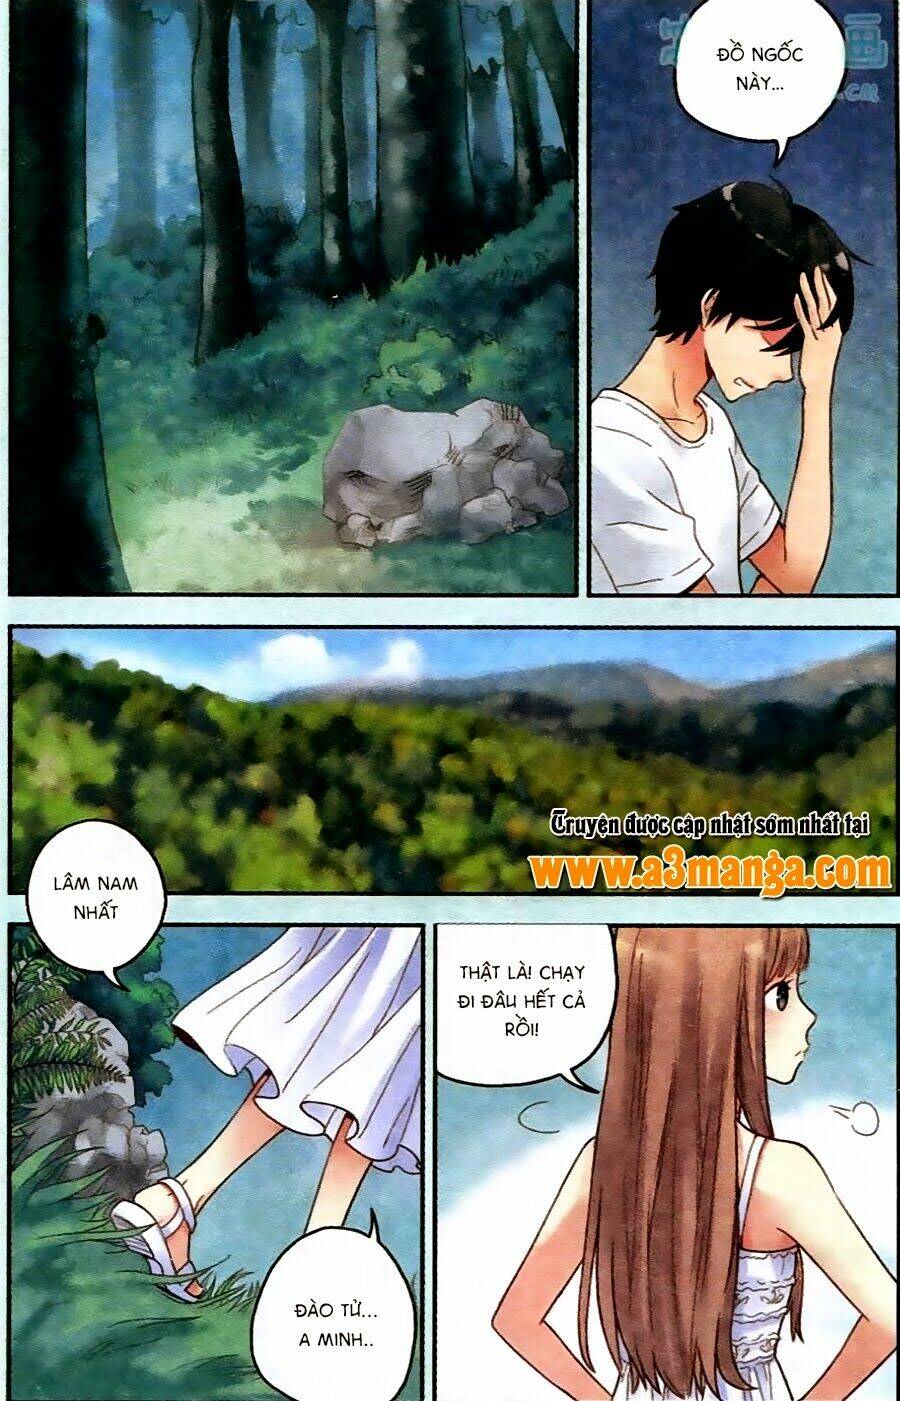 ĐỒ NGỐC
NÀY...
.cm
Truyện được cập nhật sớm nhất tại
www.a3manga.com
LÂM NAM
NHẤT
ĐÀO TỬ...
A MINH..
THẬT LÀ! CHẠY
ĐI ĐÂU HẾT CẢ
RỒI!